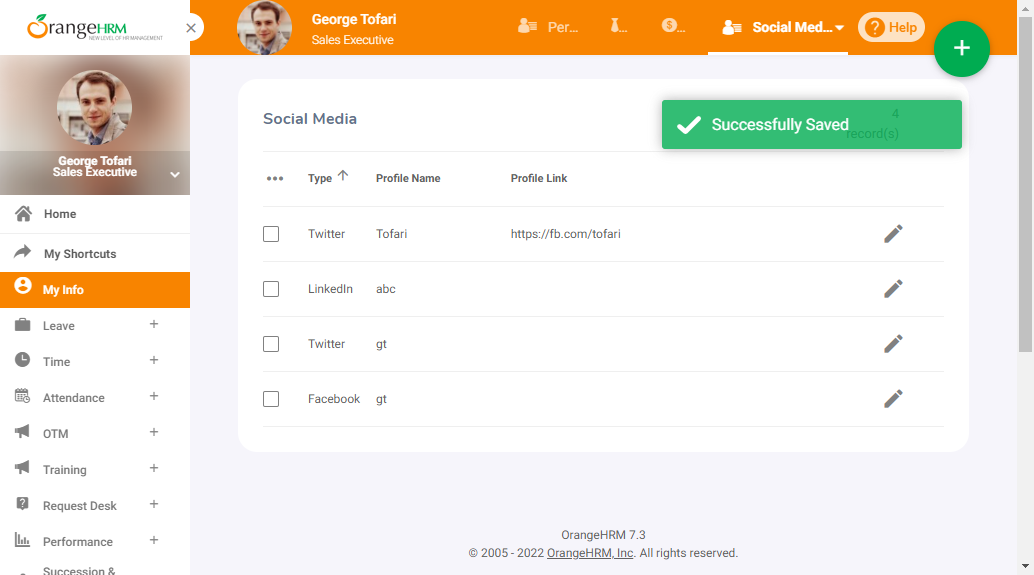 OrangeHRM
NEW LEVEL OF HR MANAGEMENT
George Tofari
Sales Executive
Per...
...
...
Social Med...
Help
George Tofari
Sales Executive
Home
My Shortcuts
My Info
Leave
Time
Attendance
OTM
Training
Request Desk
Performance
Succession &
Social Media
4
record(s)
Successfully Saved
Type
Profile Name
Profile Link
Twitter Tofari https://fb.com/tofari
LinkedIn abc
Twitter gt
Facebook gt
OrangeHRM 7.3
© 2005 - 2022 OrangeHRM, Inc. All rights reserved.